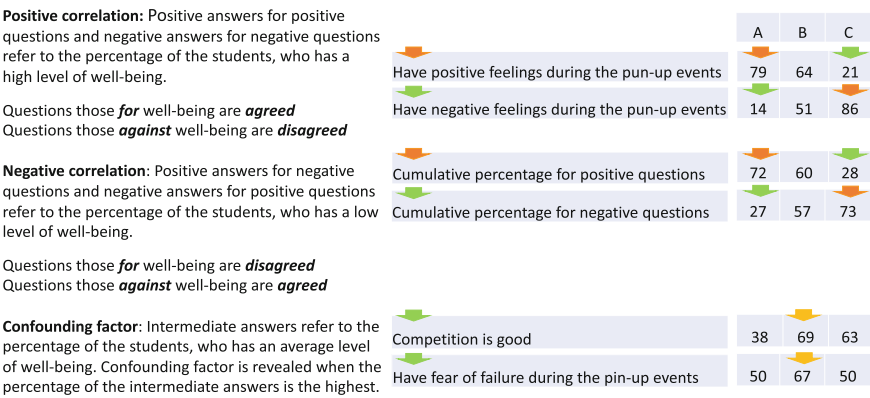 Positive correlation: Positive answers for positive
questions and negative answers for negative questions
refer to the percentage of the students, who has a
high level of well-being.
Questions those for well-being are agreed
Questions those against well-being are disagreed
Negative correlation: Positive answers for negative
questions and negative answers for positive questions
refer to the percentage of the students, who has a low
level of well-being.
Questions those for well-being are disagreed
Questions those against well-being are agreed
Confounding factor: Intermediate answers refer to the
percentage of the students, who has an average level
of well-being. Confounding factor is revealed when the
percentage of the intermediate answers is the highest.
A B C
Have positive feelings during the pun-up events 79 64 21
Have negative feelings during the pun-up events 14 51 86
Cumulative percentage for positive questions 72 60 28
Cumulative percentage for negative questions 27 57 73
Competition is good 38 69 63
Have fear of failure during the pin-up events 50 67 50